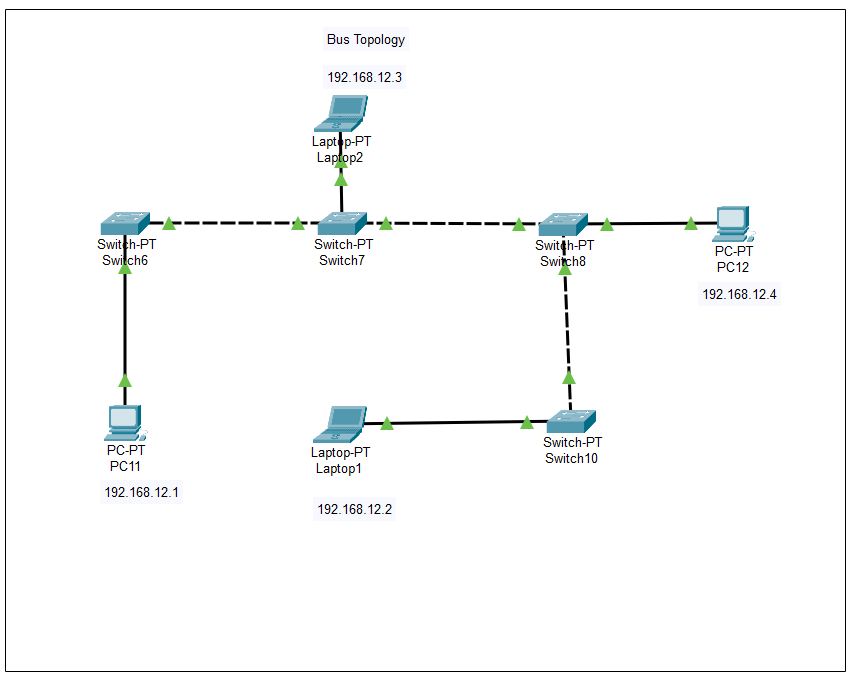 Bus Topology
192.168.12.3
Laptop-PT
Laptop2
Switch-PT
Switch6
Switch-PT
Switch7
Switch-PT
Switch8
PC-PT
PC12
192.168.12.4
PC-PT
PC11
192.168.12.1
Laptop-PT
Laptop1
192.168.12.2
Switch-PT
Switch10